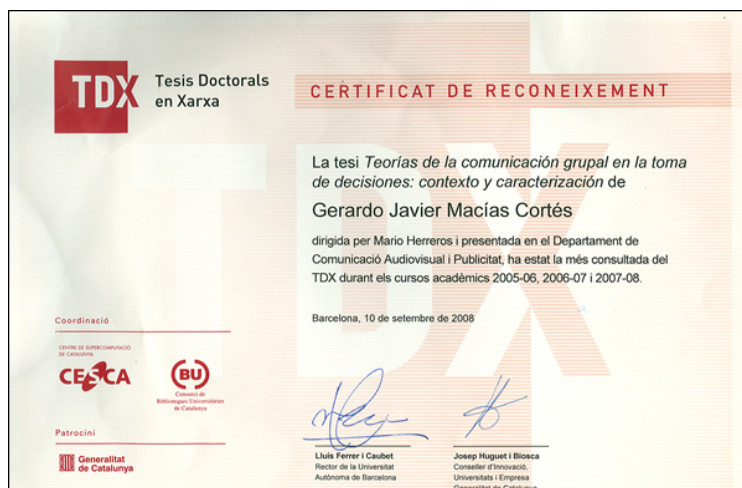 TDX
Tesis Doctorals
en Xarxa
CERTIFICAT DE RECONEIXEMENT
La tesi Teorías de la comunicación grupal en la toma
de decisiones: contexto y caracterización de
Gerardo Javier Macías Cortés
dirigida per Mario Herreros i presentada en el Departament de
Comunicació Audiovisual i Publicitat, ha estat la més consultada del
TDX durant els cursos acadèmics 2005-06, 2006-07 i 2007-08.
Barcelona, 10 de setembre de 2008
Coordinació
CENTRE DE SUPERCOMPUTACIÓ
DE CATALUNYA
CESCA
BU
Consorci de
Biblioteques Universitàries
de Catalunya
Patrocini
Generalitat
de Catalunya
Lluís Ferrer i Caubet
Rector de la Universitat
Autònoma de Barcelona
Josep Huguet i Biosca
Conseller d'Innovació,
Universitats i Empresa
Generalitat de Catalunya
TDX